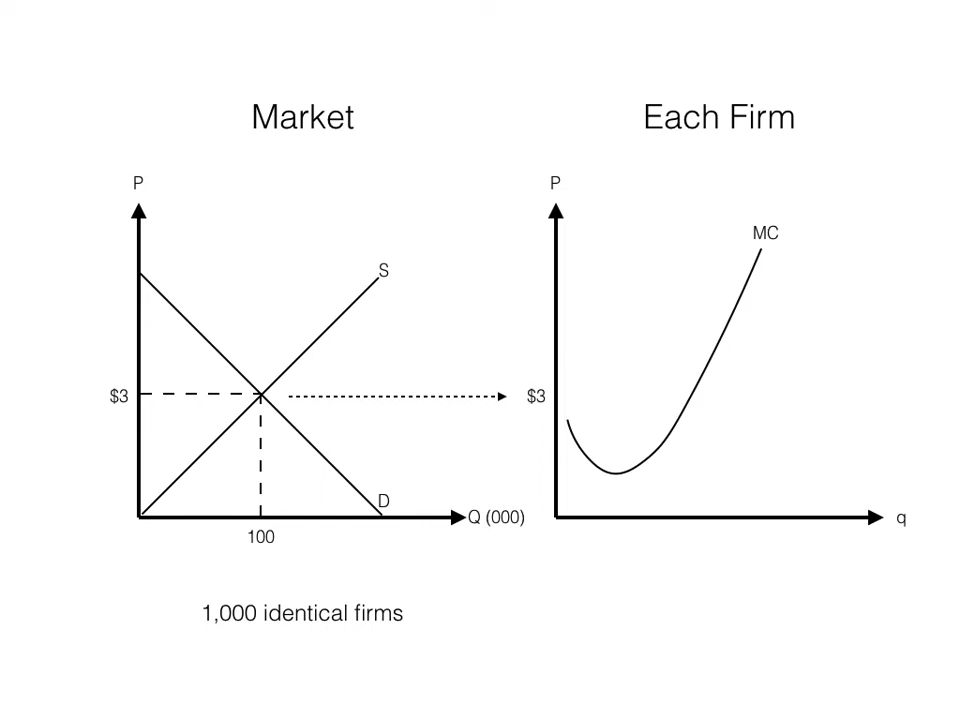 Market
Each Firm
P
P
MC
S
$3
$3
D
Q (000)
q
100
1,000 identical firms